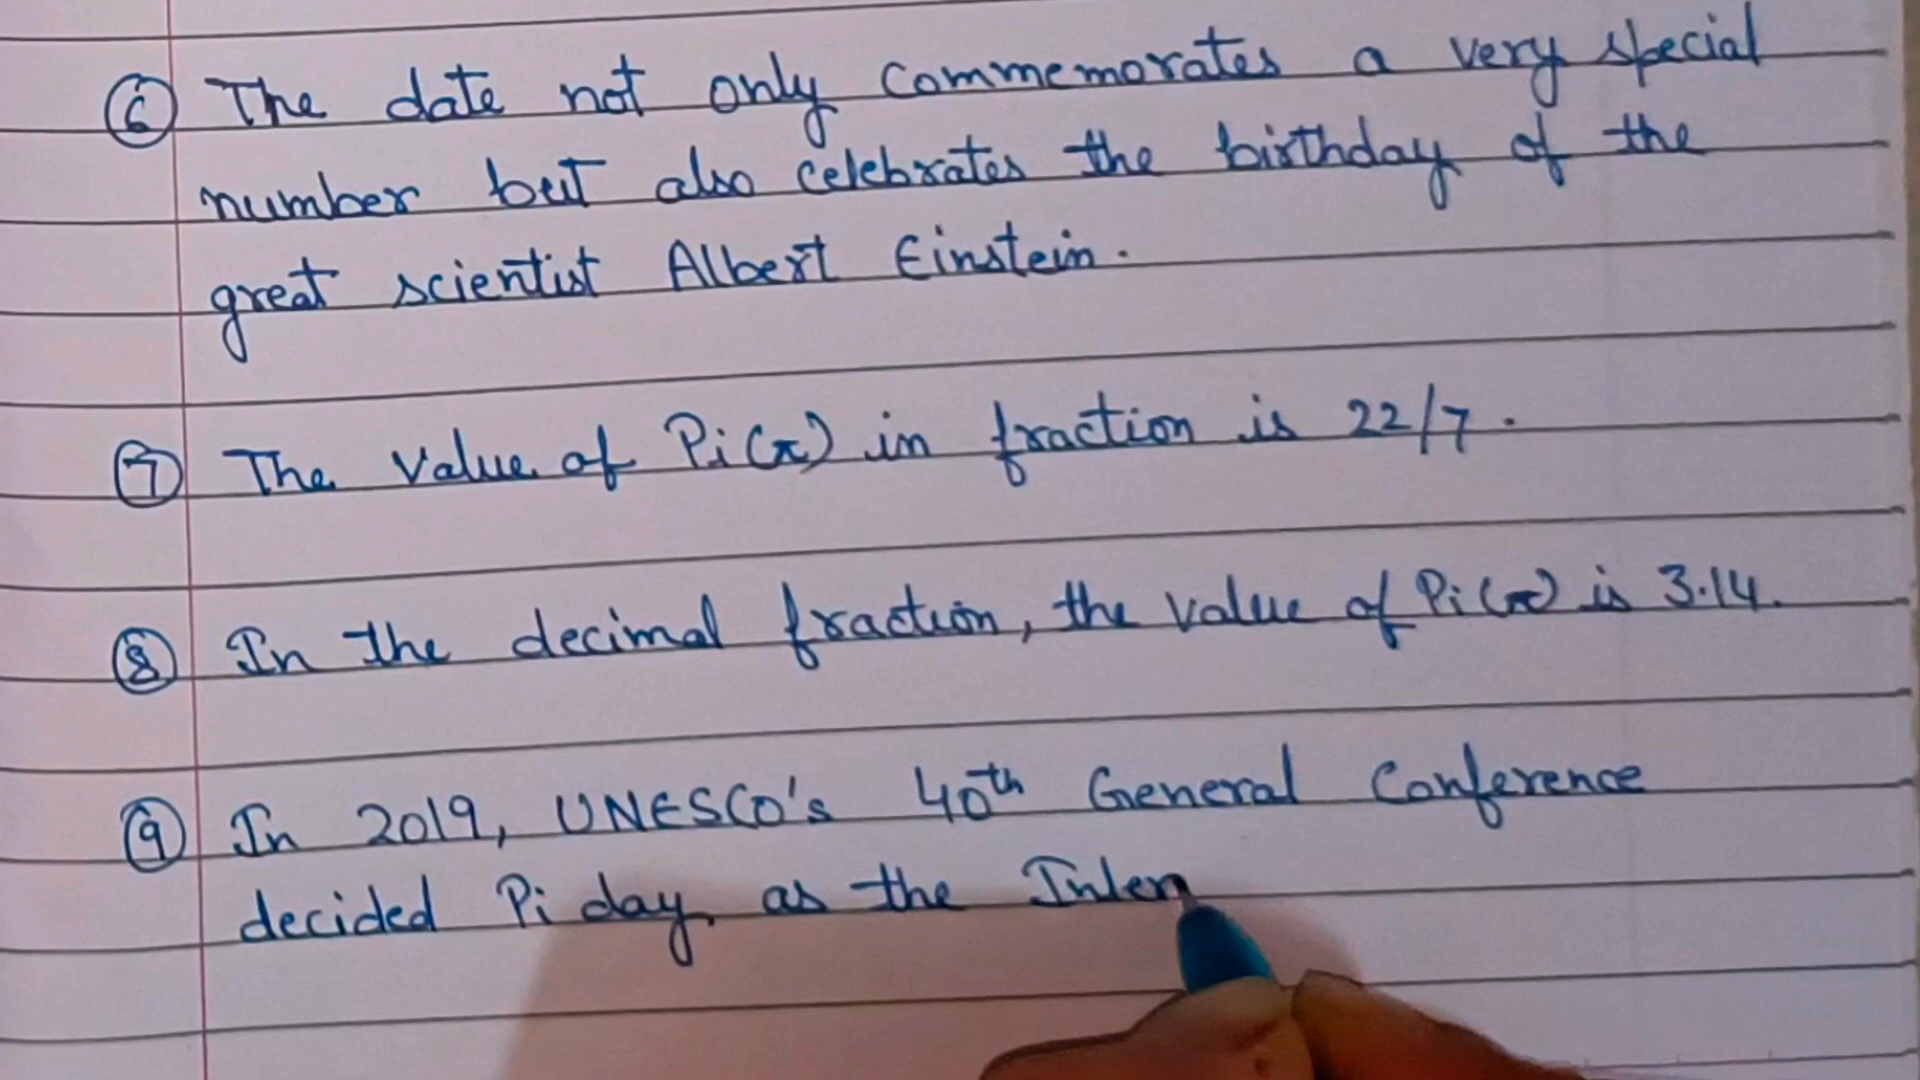 6 The date not only commemorates a very special
number but also celebrates the birthday of the
great scientist Albert Einstein.
7 The value of Pi(π) in fraction is 22/7.
8 In the decimal fraction, the value of Pi(π) is 3.14.
9 In 2019, UNESCO's 40th General Conference
decided Pi day as the Inter